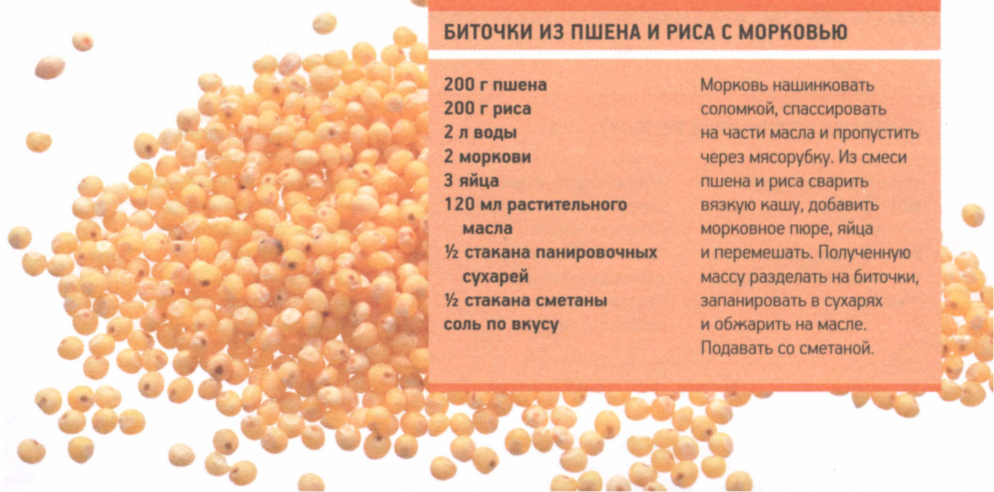 БИТОЧКИ ИЗ ПШЕНА И РИСА С МОРКОВЬЮ
200 г пшена
200 г риса
2 л воды
2 моркови
3 яйца
120 мл растительного
масла
½ стакана панировочных
сухарей
½ стакана сметаны
соль по вкусу
Морковь нашинковать
соломкой, спассировать
на части масла и пропустить
через мясорубку. Из смеси
пшена и риса сварить
вязкую кашу, добавить
морковное пюре, яйца
и перемешать. Полученную
массу разделать на биточки,
запанировать в сухарях
и обжарить на масле.
Подавать со сметаной.